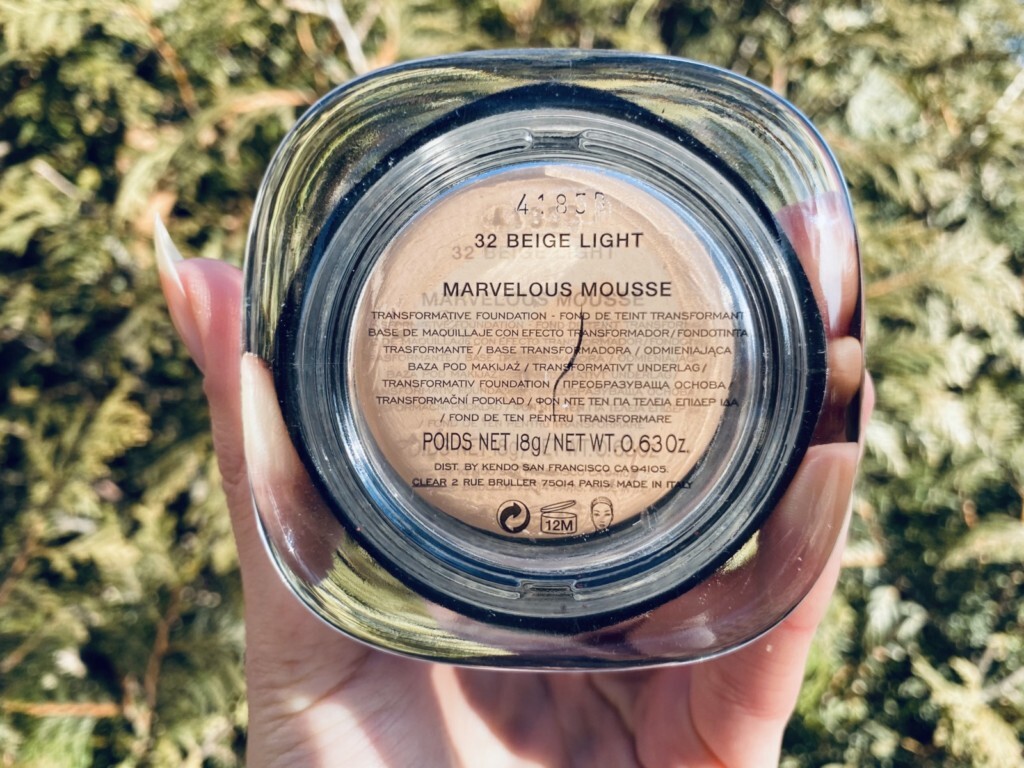 32 BEIGE LIGHT
MARVELOUS MOUSSE
TRANSFORMATIVE FOUNDATION - FOND DE TEINT TRANSFORMANT
BASE DE MAQUILLAJE CON EFECTO TRANSFORMADOR/FONDOTINTA
TRASFORMANTE / BASE TRANSFORMADORA / ODMIENIAJĄCA
BAZA POD MAKIJAŻ / TRANSFORMATIVT UNDERLAG /
TRANSFORMATIV FOUNDATION / ПРЕОБРАЗУВАЩА ОСНОВА /
TRANSFORMAČNÍ PODKLAD / ΦΟΝ ΝΤΕ ΤΕΝ ΓΙΑ ΤΕΛΕΙΑ ΕΠΙΔΕΡ ΙΔΑ
/ FOND DE TEN PENTRU TRANSFORMARE
POIDS NET 18g/NET WT. 0.63 Oz.
DIST. BY KENDO SAN FRANCISCO CA 94105.
CLEAR 2 RUE BRULLER 75014 PARIS. MADE IN ITALY
12M